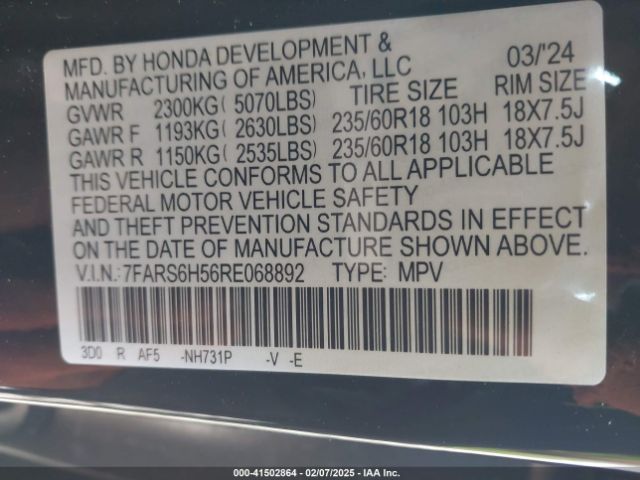 MFD. BY HONDA DEVELOPMENT & 03/'24
MANUFACTURING OF AMERICA, LLC
TIRE SIZE RIM SIZE
GVWR 2300KG( 5070LBS)
GAWR F 1193KG( 2630LBS) 235/60R18 103H 18X7.5J
GAWR R 1150KG( 2535LBS) 235/60R18 103H 18X7.5J
THIS VEHICLE CONFORMS TO ALL APPLICABLE
FEDERAL MOTOR VEHICLE SAFETY
AND THEFT PREVENTION STANDARDS IN EFFECT
ON THE DATE OF MANUFACTURE SHOWN ABOVE.
V.I.N.: 7FARS6H56RE068892 TYPE: MPV
3D0 R AF5 -NH731P -V -E
000-41502864 - 02/07/2025 - IAA Inc.